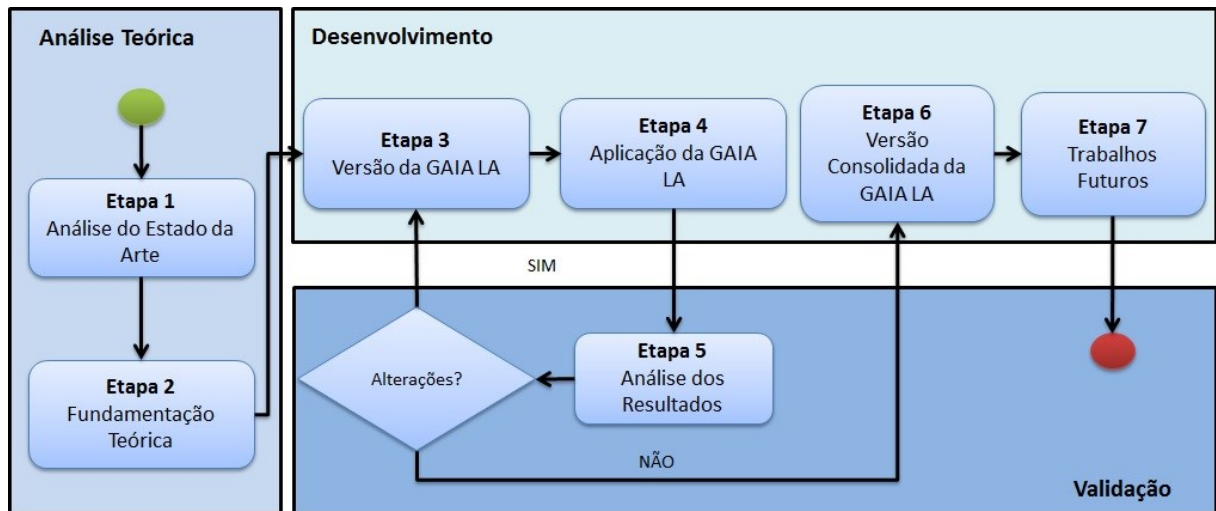 Análise Teórica
Etapa 1
Análise do Estado da
Arte
Etapa 2
Fundamentação
Teórica
Desenvolvimento
Etapa 3
Versão da GAIA LA
Etapa 4
Aplicação da GAIA
LA
Etapa 6
Versão
Consolidada da
GAIA LA
Etapa 7
Trabalhos
Futuros
SIM
Alterações?
Etapa 5
Análise dos
Resultados
NÃO
Validação